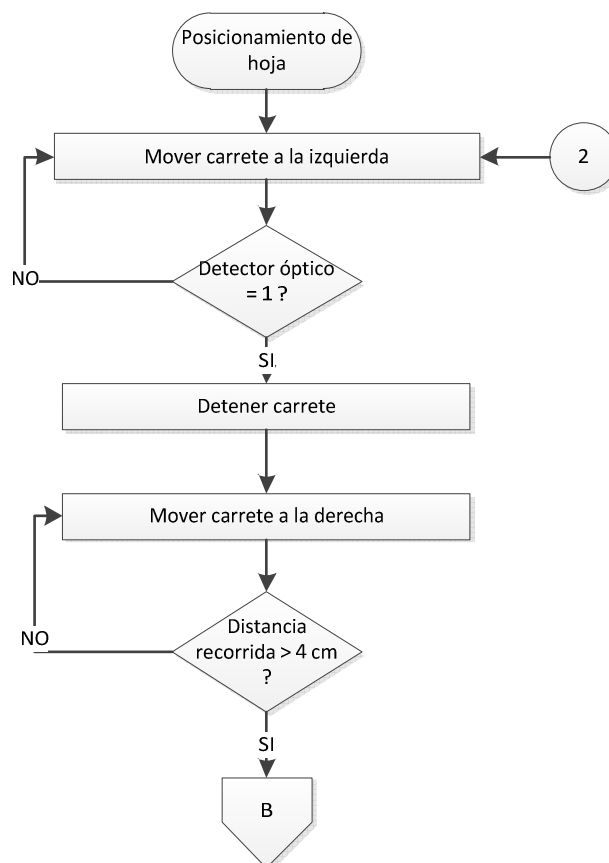 Posicionamiento de
hoja
Mover carrete a la izquierda
2
Detector óptico
= 1 ?
NO
SI
Detener carrete
Mover carrete a la derecha
NO
Distancia
recorrida > 4 cm
?
SI
B